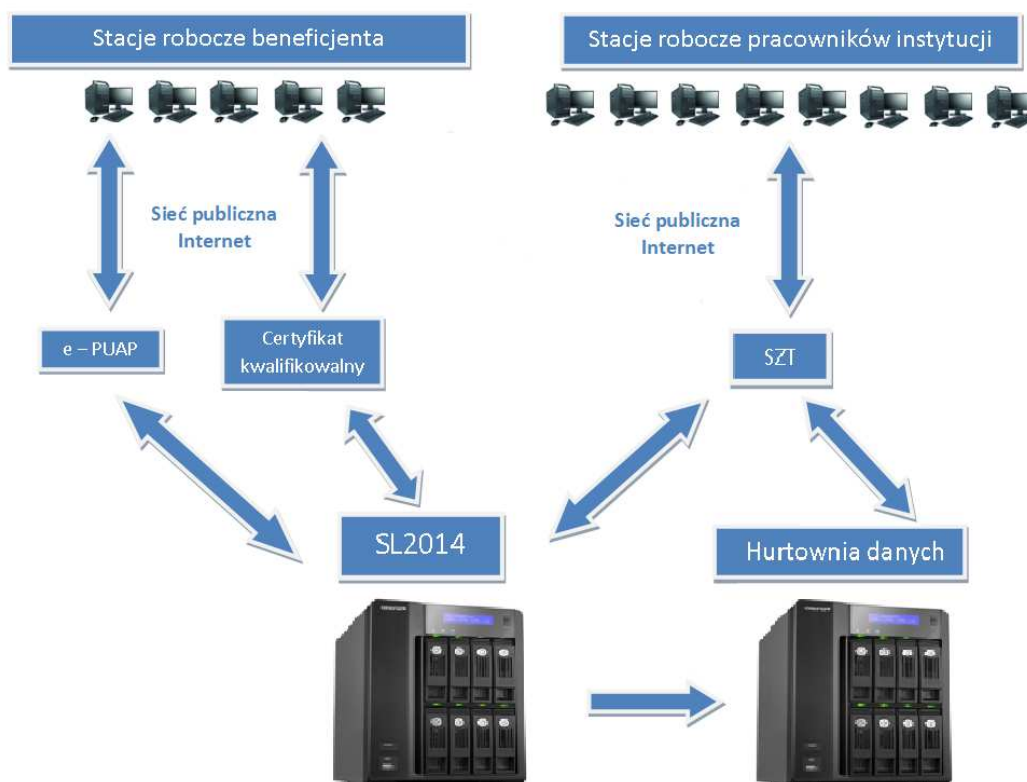 Stacje robocze beneficjenta
Stacje robocze pracowników instytucji
Sieć publiczna
Internet
Sieć publiczna
Internet
e – PUAP
Certyfikat
kwalifikowalny
SZT
SL2014
Hurtownia danych